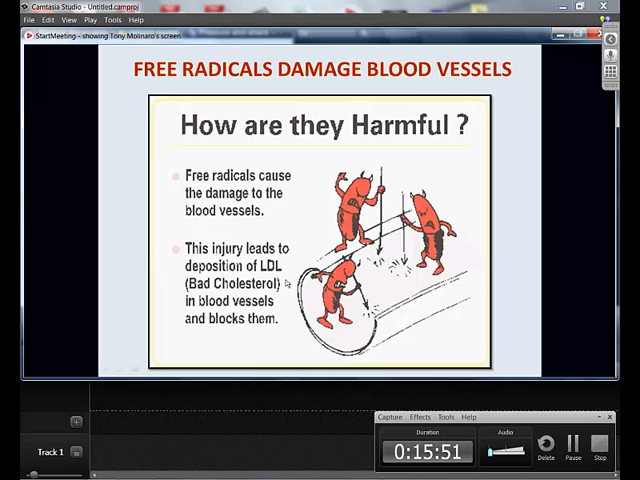 Camtasia Studio - Untitled.camproj
File Edit View Play Tools Help
StartMeeting - showing Tony Molinaro's screen
FREE RADICALS DAMAGE BLOOD VESSELS
How are they Harmful ?
Free radicals cause
the damage to the
blood vessels.
This injury leads to
deposition of LDL
(Bad Cholesterol)
in blood vessels
and blocks them.
Capture Effects Tools Help
Duration
0:15:51
Audio
Delete
Pause
Stop
Track 1